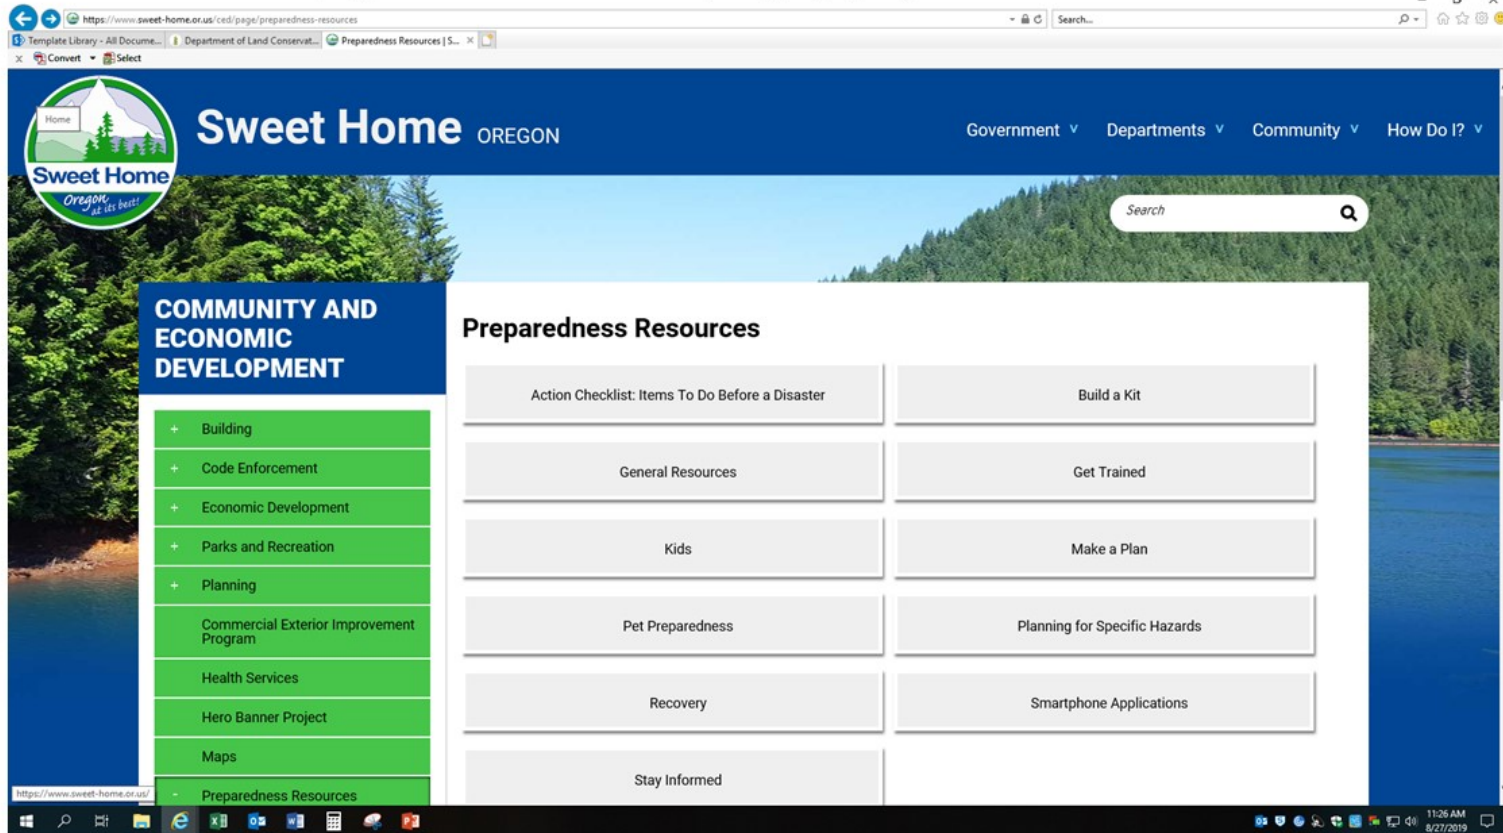 https://www.sweet-home.or.us/ced/page/preparedness-resources
Search...
Template Library - All Docume...
Department of Land Conservat...
Preparedness Resources | S...
x Convert Select
Home
Sweet Home
Oregon
at its best!
Sweet Home OREGON
Government Departments Community How Do I?
Search
COMMUNITY AND
ECONOMIC
DEVELOPMENT
+ Building
+ Code Enforcement
+ Economic Development
+ Parks and Recreation
+ Planning
Commercial Exterior Improvement
Program
Health Services
Hero Banner Project
Maps
- Preparedness Resources
Preparedness Resources
Action Checklist: Items To Do Before a Disaster
Build a Kit
General Resources
Get Trained
Kids
Make a Plan
Pet Preparedness
Planning for Specific Hazards
Recovery
Smartphone Applications
Stay Informed
https://www.sweet-home.or.us/
11:26 AM
8/27/2019